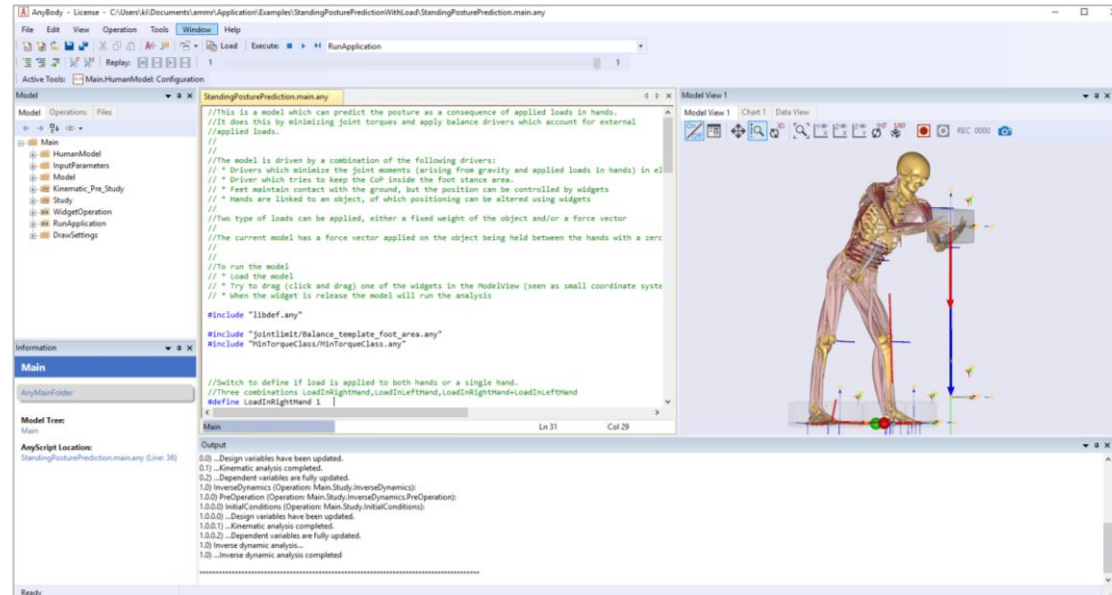 AnyBody - License - C:\Users\ki\Documents\ammr\Application\Examples\StandingPosturePredictionWithLoad\StandingPosturePrediction.main.any
File Edit View Operation Tools Window Help
Load Execute: RunApplication
Replay: 1 1
Active Tools: Main.HumanModel: Configuration
Model
Model Operations Files
Main
HumanModel
InputParameters
Model
Kinematic_Pre_Study
Study
WidgetOperation
RunApplication
DrawSettings
Information
Main
AnyMainFolder
Model Tree:
Main
AnyScript Location:
StandingPosturePrediction.main.any (Line: 36)
StandingPosturePrediction.main.any
//This is a model which can predict the posture as a consequence of applied loads in hands.
//It does this by minimizing joint torques and apply balance drivers which account for external
//applied loads.
//
//
//The model is driven by a combination of the following drivers:
// * Drivers which minimize the joint moments (arising from gravity and applied loads in hands) in el
// * Driver which tries to keep the CoP inside the foot stance area.
// * Feet maintain contact with the ground, but the position can be controlled by widgets
// * Hands are linked to an object, of which positioning can be altered using widgets
//
//Two type of loads can be applied, either a fixed weight of the object and/or a force vector
//
//The current model has a force vector applied on the object being held between the hands with a zerc
//
//
//To run the model
// * Load the model
// * Try to drag (click and drag) one of the widgets in the ModelView (seen as small coordinate syste
// * When the widget is release the model will run the analysis
#include "libdef.any"
#include "jointlimit/Balance_template_foot_area.any"
#include "MinTorqueClass/MinTorqueClass.any"
//Switch to define if load is applied to both hands or a single hand.
//Three combinations LoadInRightHand,LoadInLeftHand,LoadInRightHand+LoadInLeftHand
#define LoadInRightHand 1
Main Ln 31 Col 29
Model View 1
Model View 1 Chart 1 Data View
On Off 3D 90° 180° REC 0000
Output
0.0) ...Design variables have been updated.
0.1) ...Kinematic analysis completed.
0.2) ...Dependent variables are fully updated.
1.0) InverseDynamics (Operation: Main.Study.InverseDynamics):
1.0.0) PreOperation (Operation: Main.Study.InverseDynamics.PreOperation):
1.0.0.0) InitialConditions (Operation: Main.Study.InitialConditions):
1.0.0.0) ...Design variables have been updated.
1.0.0.1) ...Kinematic analysis completed.
1.0.0.2) ...Dependent variables are fully updated.
1.0) Inverse dynamic analysis...
1.0) ...Inverse dynamic analysis completed
Ready